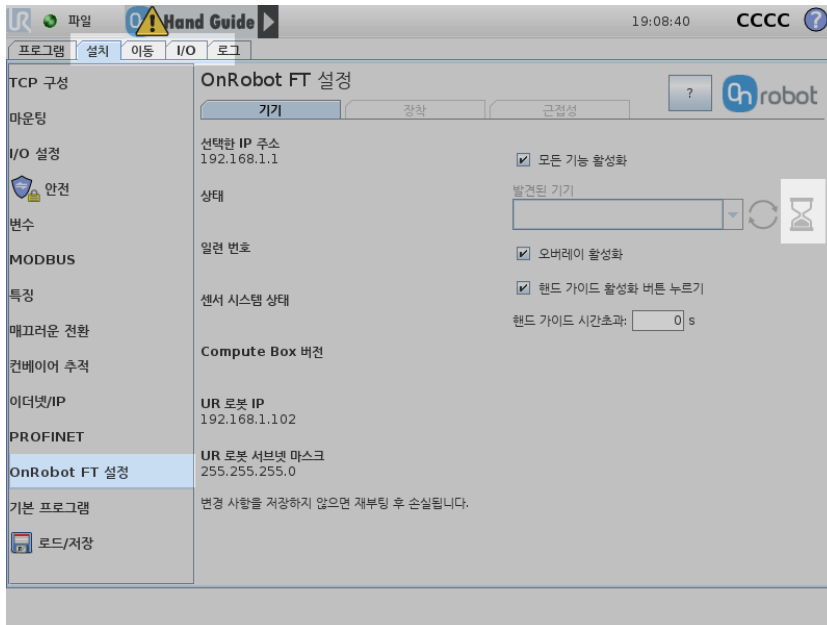 UR 파일 Hand Guide 19:08:40 CCCC ?
프로그램 설치 이동 I/O 로그
TCP 구성
마운팅
I/O 설정
안전
변수
MODBUS
특징
매끄러운 전환
컨베이어 추적
이더넷/IP
PROFINET
OnRobot FT 설정
기본 프로그램
로드/저장
OnRobot FT 설정
? On robot
기기 장착 근접성
선택한 IP 주소
192.168.1.1
상태
일련 번호
센서 시스템 상태
Compute Box 버전
UR 로봇 IP
192.168.1.102
UR 로봇 서브넷 마스크
255.255.255.0
변경 사항을 저장하지 않으면 재부팅 후 손실됩니다.
모든 기능 활성화
발견된 기기
오버레이 활성화
핸드 가이드 활성화 버튼 누르기
핸드 가이드 시간초과: 0 s